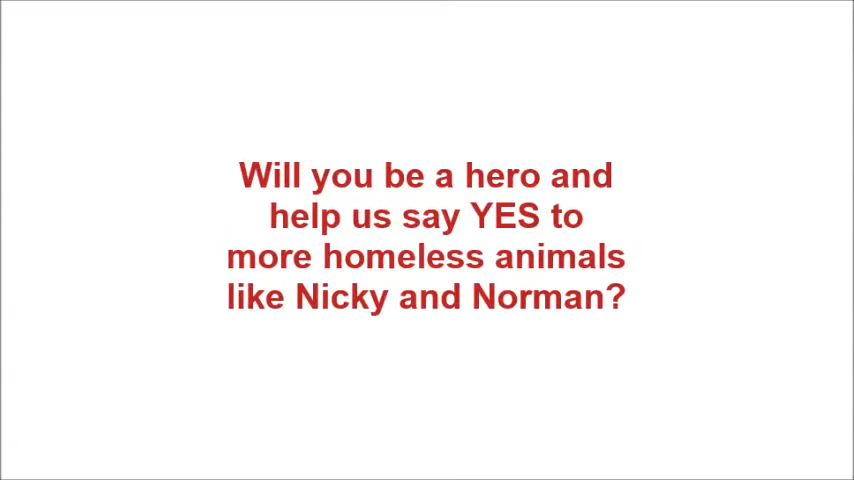 Will you be a hero and
help us say YES to
more homeless animals
like Nicky and Norman?